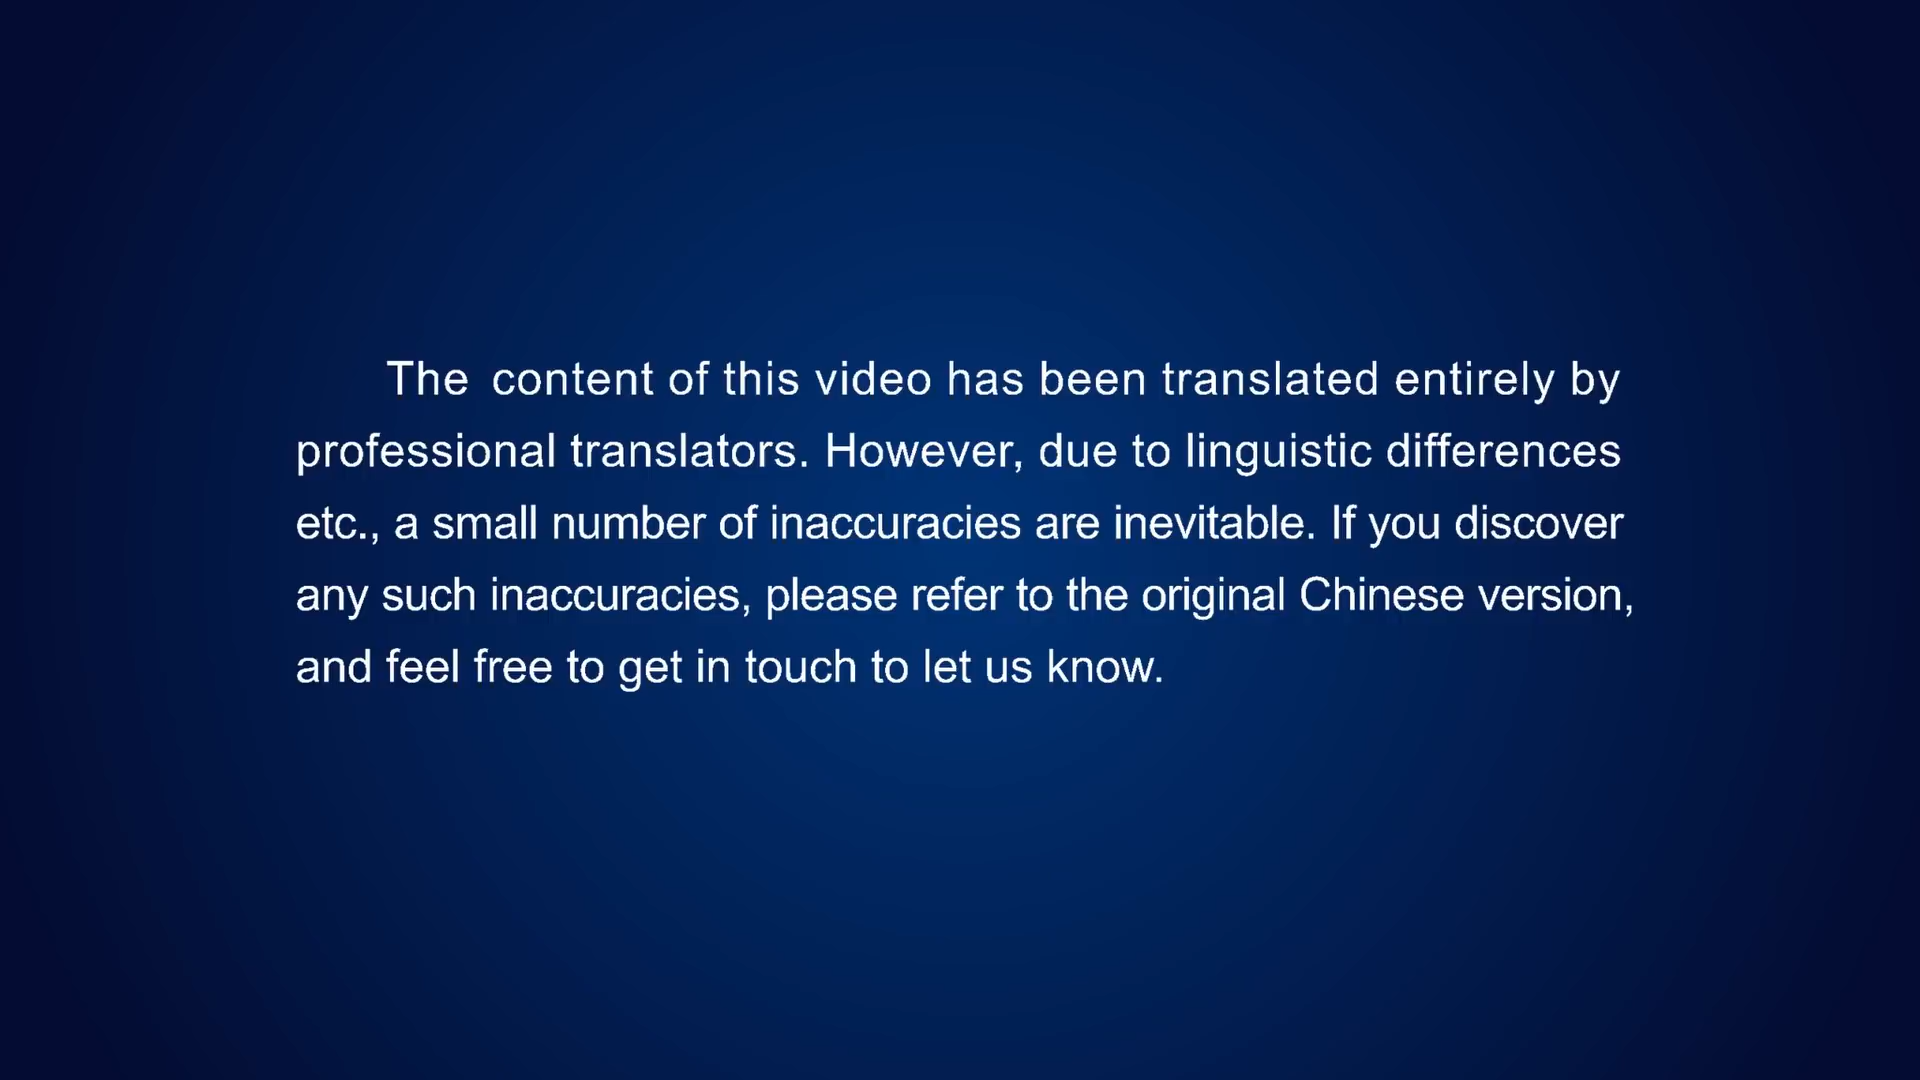 The content of this video has been translated entirely by
professional translators. However, due to linguistic differences
etc., a small number of inaccuracies are inevitable. If you discover
any such inaccuracies, please refer to the original Chinese version,
and feel free to get in touch to let us know.